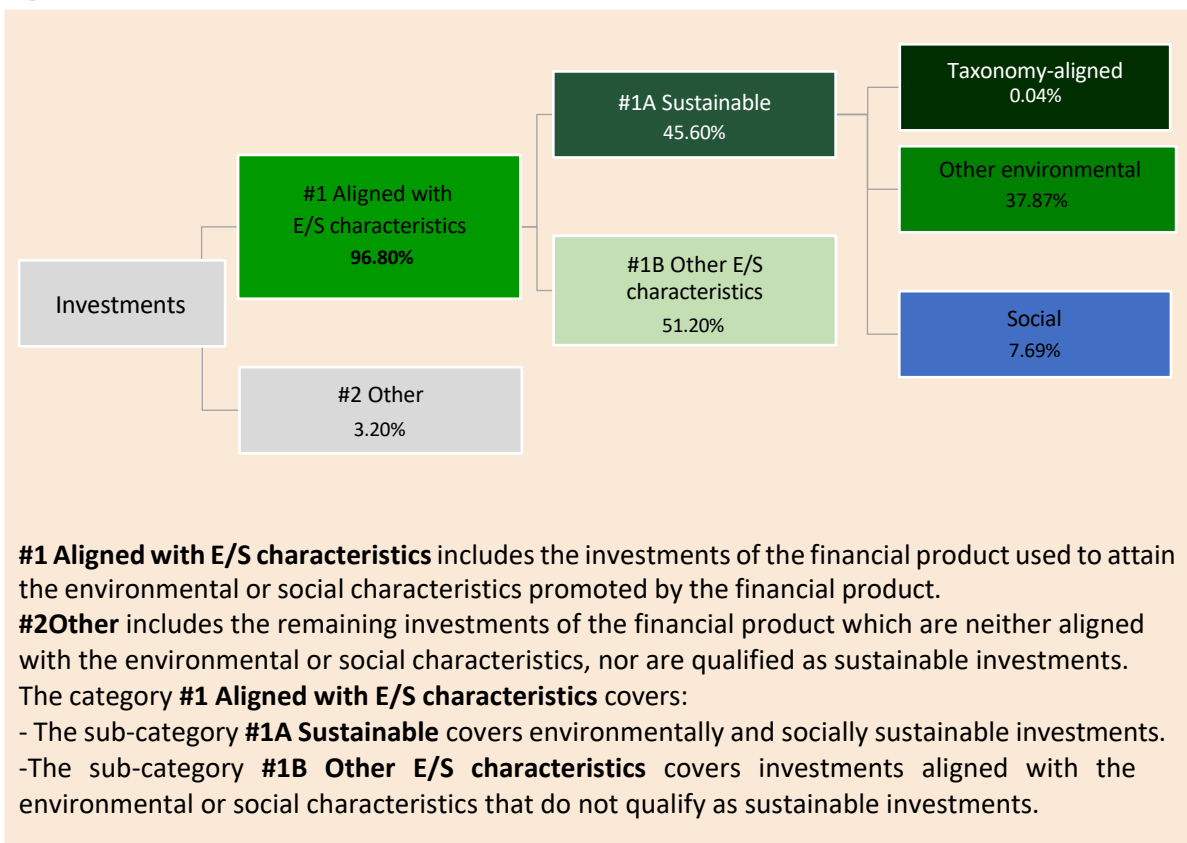 Investments
#1 Aligned with
E/S characteristics
96.80%
#2 Other
3.20%
#1A Sustainable
45.60%
#1B Other E/S
characteristics
51.20%
Taxonomy-aligned
0.04%
Other environmental
37.87%
Social
7.69%
#1 Aligned with E/S characteristics includes the investments of the financial product used to attain
the environmental or social characteristics promoted by the financial product.
#2Other includes the remaining investments of the financial product which are neither aligned
with the environmental or social characteristics, nor are qualified as sustainable investments.
The category #1 Aligned with E/S characteristics covers:
- The sub-category #1A Sustainable covers environmentally and socially sustainable investments.
-The sub-category #1B Other E/S characteristics covers investments aligned with the
environmental or social characteristics that do not qualify as sustainable investments.